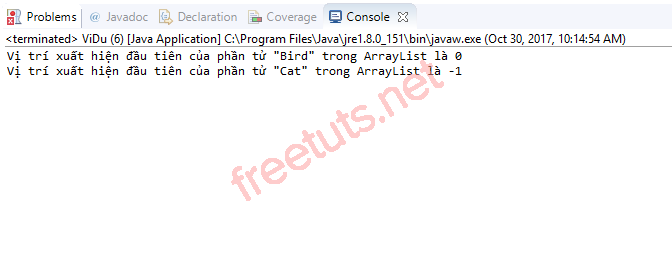 Problems @ Javadoc Declaration Coverage Console
<terminated> ViDu (6) [Java Application] C:\Program Files\Java\jre1.8.0_151\bin\javaw.exe (Oct 30, 2017, 10:14:54 AM)
Vị trí xuất hiện đầu tiên của phần tử "Bird" trong ArrayList là 0
Vị trí xuất hiện đầu tiên của phần tử "Cat" trong ArrayList là -1
freetuts.net